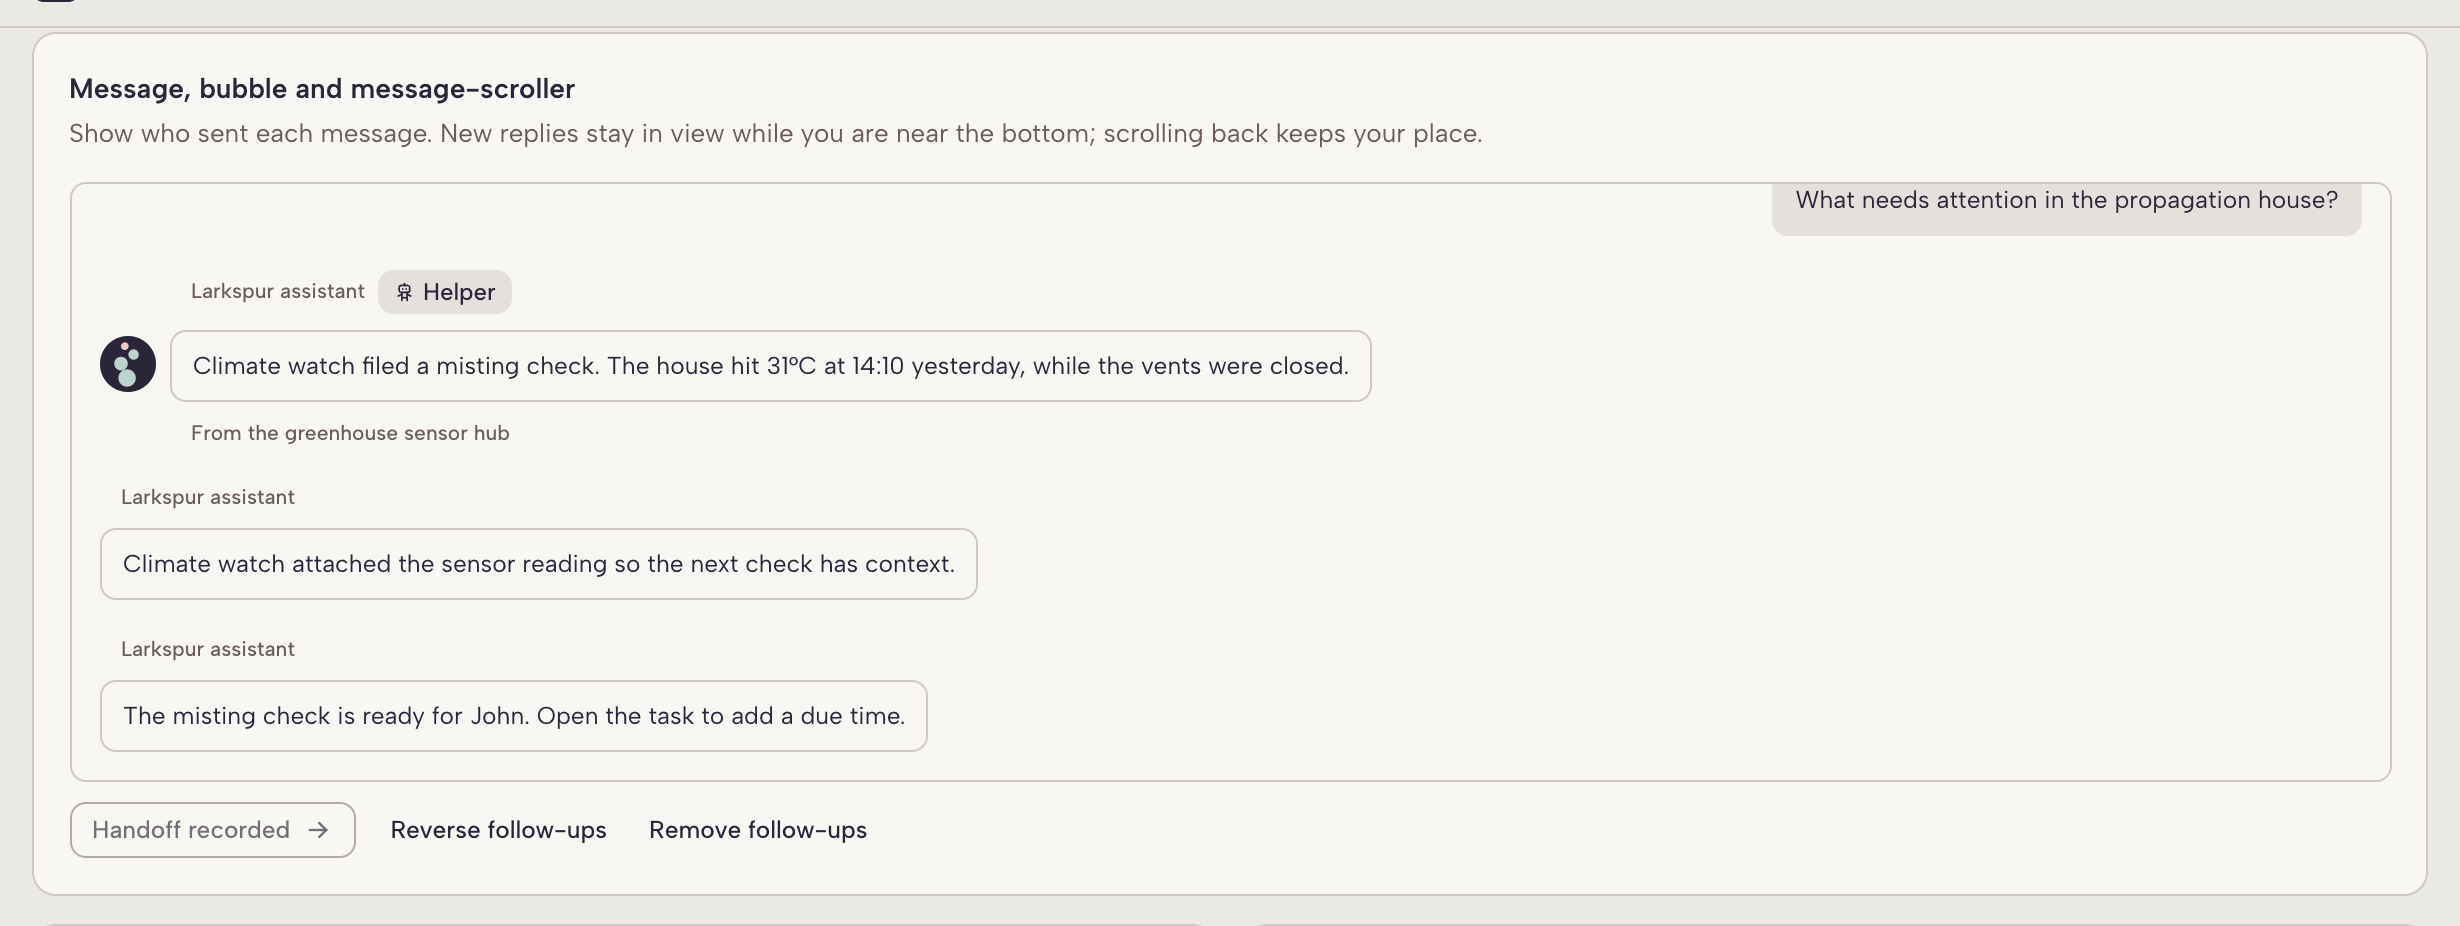 Message, bubble and message-scroller
Show who sent each message. New replies stay in view while you are near the bottom; scrolling back keeps your place.
What needs attention in the propagation house?
Larkspur assistant Helper
Climate watch filed a misting check. The house hit 31°C at 14:10 yesterday, while the vents were closed.
From the greenhouse sensor hub
Larkspur assistant
Climate watch attached the sensor reading so the next check has context.
Larkspur assistant
The misting check is ready for John. Open the task to add a due time.
Handoff recorded → Reverse follow-ups Remove follow-ups